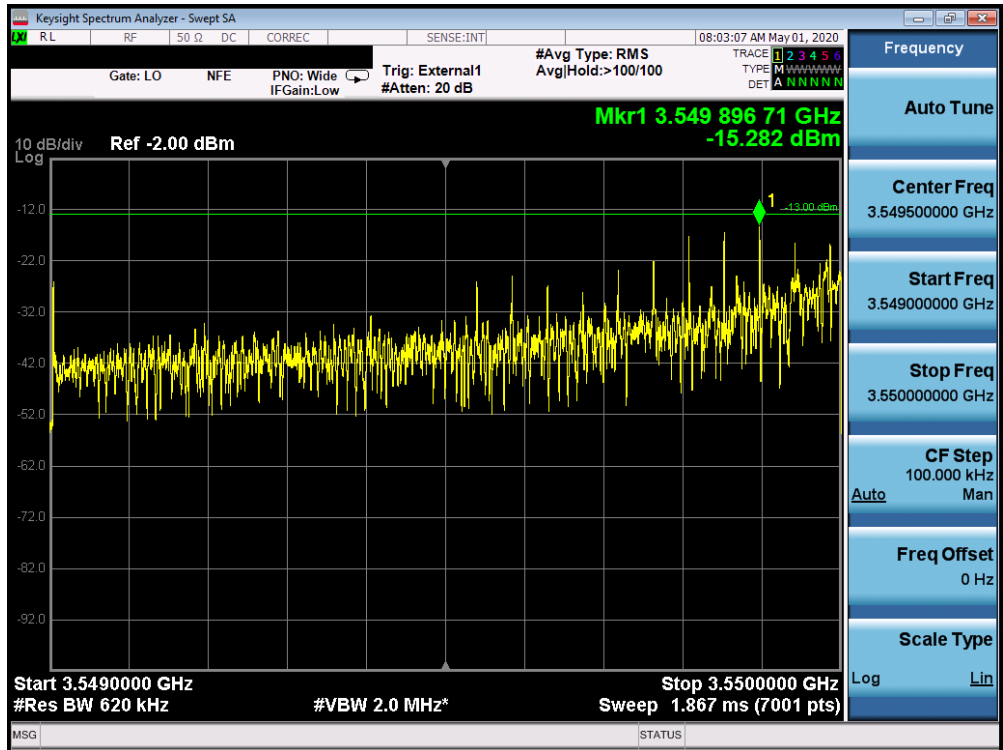 Keysight Spectrum Analyzer - Swept SA
LXI RL RF 50 Ω DC CORREC SENSE:INT 08:03:07 AM May 01, 2020
Gate: LO NFE PNO: Wide IFGain:Low
Trig: External1
#Atten: 20 dB
#Avg Type: RMS
Avg|Hold:>100/100
TRACE 1 2 3 4 5 6
TYPE M WWWWW
DET A N N N N N
Mkr1 3.549 896 71 GHz
-15.282 dBm
10 dB/div Ref -2.00 dBm
Log
1
-13.00 dBm
-12.0
-22.0
-32.0
-42.0
-52.0
-62.0
-72.0
-82.0
-92.0
Start 3.5490000 GHz Stop 3.5500000 GHz
#Res BW 620 kHz #VBW 2.0 MHz* Sweep 1.867 ms (7001 pts)
MSG STATUS
Frequency
Auto Tune
Center Freq
3.549500000 GHz
Start Freq
3.549000000 GHz
Stop Freq
3.550000000 GHz
CF Step
100.000 kHz
Auto Man
Freq Offset
0 Hz
Scale Type
Log Lin